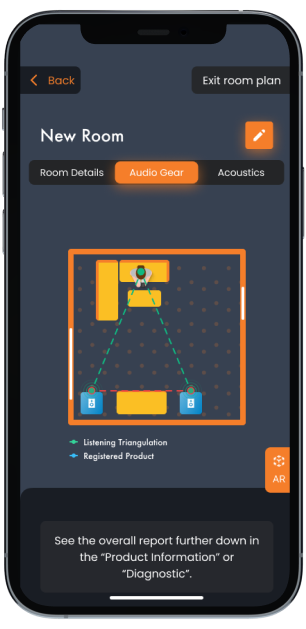 Back
Exit room plan
New Room
Room Details
Audio Gear
Acoustics
Listening Triangulation
Registered Product
AR
See the overall report further down in
the “Product Information” or
“Diagnostic”.